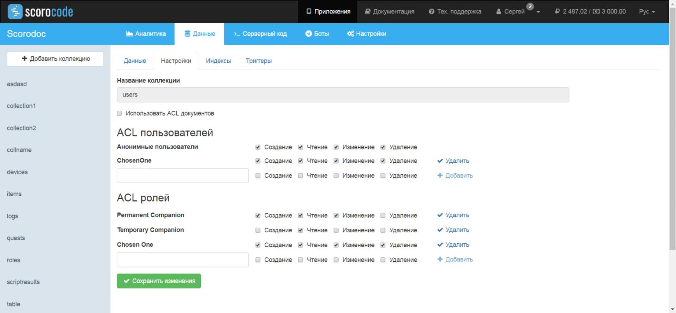 scorocode
Приложения
Документация
Тех. поддержка
Сергей
2 487,02 / 3 000,00
Рус
Scorodoc
Аналитика
Данные
Серверный код
Боты
Настройки
Добавить коллекцию
asdasd
collection1
collection2
collname
devices
items
logs
quests
roles
scriptresults
table
Данные Настройки Индексы Триггеры
Название коллекции
users
Использовать ACL документов
ACL пользователей
Анонимные пользователи Создание Чтение Изменение Удаление
ChosenOne Создание Чтение Изменение Удаление Удалить
Создание Чтение Изменение Удаление Добавить
ACL ролей
Permanent Companion Создание Чтение Изменение Удаление Удалить
Temporary Companion Создание Чтение Изменение Удаление Удалить
Chosen One Создание Чтение Изменение Удаление Удалить
Создание Чтение Изменение Удаление Добавить
Сохранить изменения